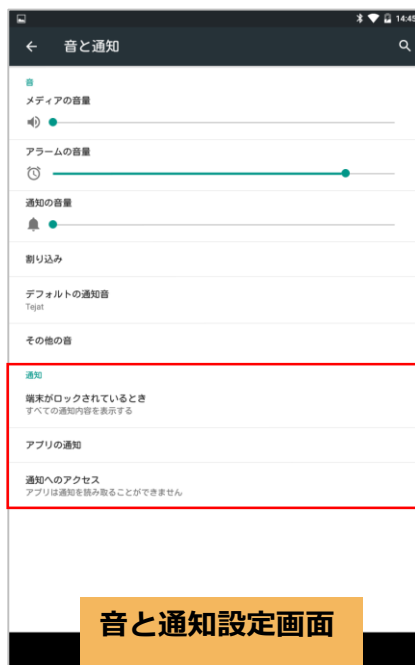 14:45
音と通知
音
メディアの音量
アラームの音量
通知の音量
割り込み
デフォルトの通知音
Tejat
その他の音
通知
端末がロックされているとき
すべての通知内容を表示する
アプリの通知
通知へのアクセス
アプリは通知を読み取ることができません
音と通知設定画面